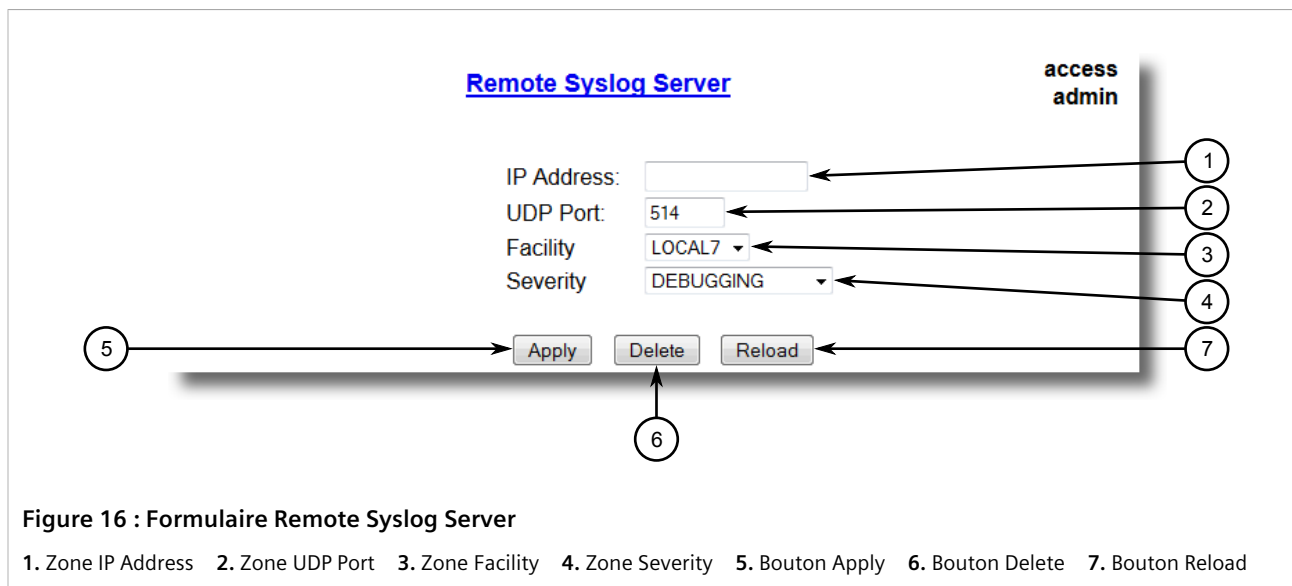 Remote Syslog Server
access
admin
IP Address:
1
UDP Port: 514
2
Facility LOCAL7
3
Severity DEBUGGING
4
5
Apply Delete Reload
7
6
Figure 16 : Formulaire Remote Syslog Server
1. Zone IP Address 2. Zone UDP Port 3. Zone Facility 4. Zone Severity 5. Bouton Apply 6. Bouton Delete 7. Bouton Reload